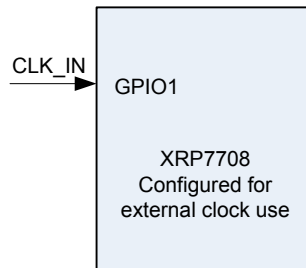 CLK_IN
GPIO1
XRP7708
Configured for
external clock use